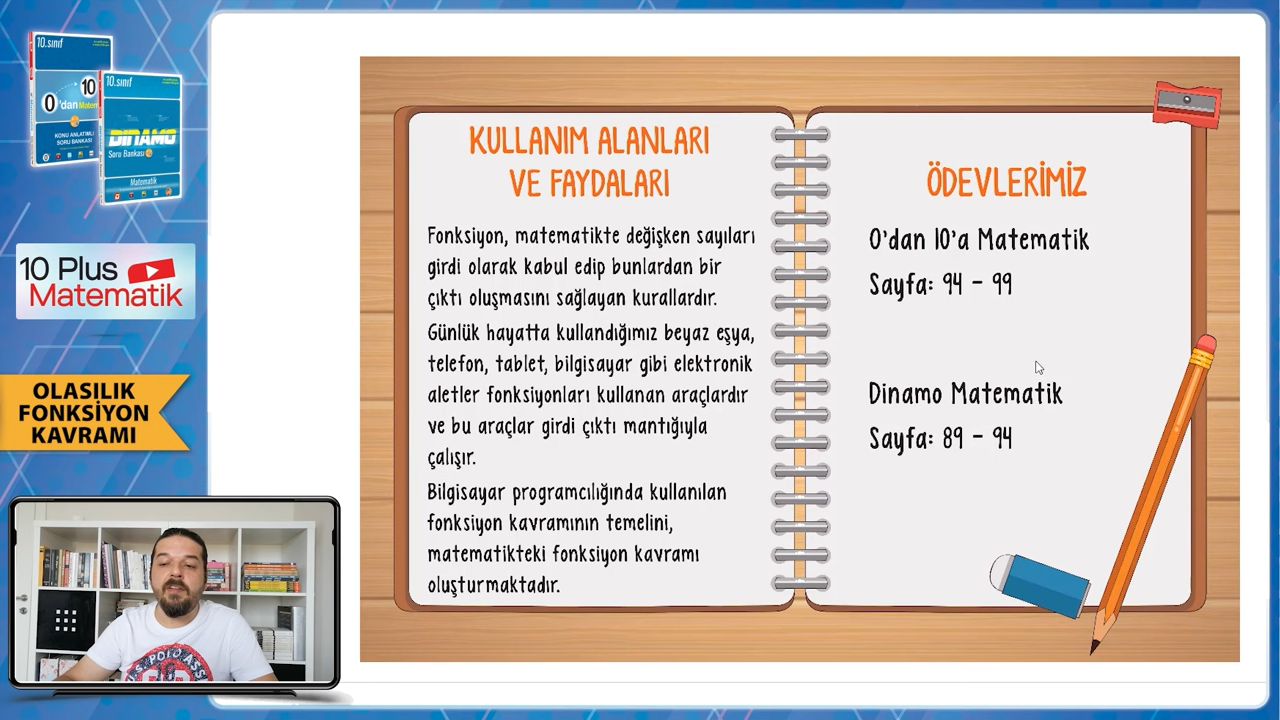 10.sınıf
0'dan 10
KONU ANLATIMLI
SORU BANKASI
10.sınıf
DİNAMO
Soru Bankası
Matematik
10 Plus
Matematik
OLASILIK
FONKSİYON
KAVRAMI
KULLANIM ALANLARI
VE FAYDALARI
Fonksiyon, matematikte değişken sayıları
girdi olarak kabul edip bunlardan bir
çıktı oluşmasını sağlayan kurallardır.
Günlük hayatta kullandığımız beyaz eşya,
telefon, tablet, bilgisayar gibi elektronik
aletler fonksiyonları kullanan araçlardır
ve bu araçlar girdi çıktı mantığıyla
çalışır.
Bilgisayar programcılığında kullanılan
fonksiyon kavramının temelini,
matematikteki fonksiyon kavramı
oluşturmaktadır.
ÖDEVLERİMİZ
0'dan 10'a Matematik
Sayfa: 94 - 99
Dinamo Matematik
Sayfa: 89 - 94